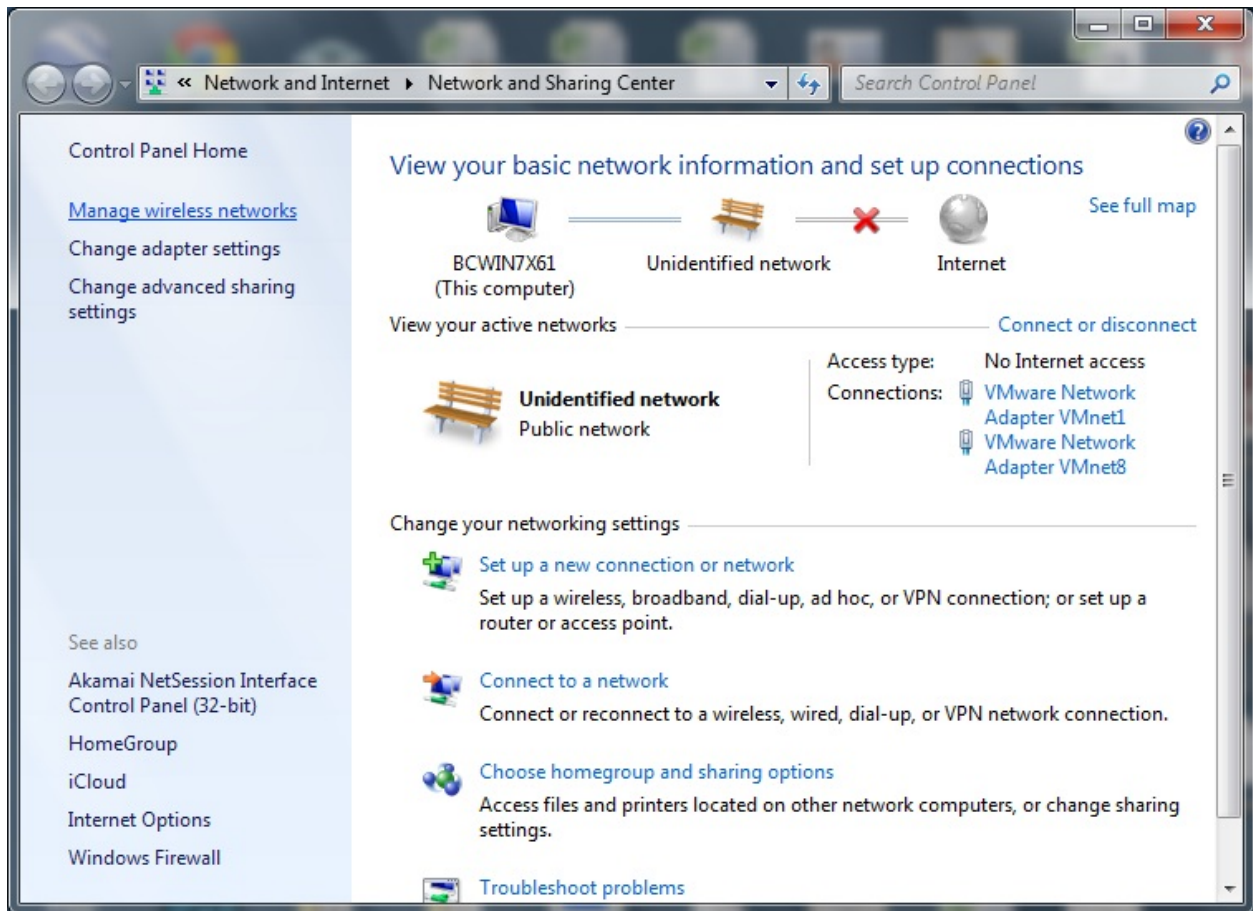 « Network and Internet ▸ Network and Sharing Center
Search Control Panel
Control Panel Home
Manage wireless networks
Change adapter settings
Change advanced sharing
settings
See also
Akamai NetSession Interface
Control Panel (32-bit)
HomeGroup
iCloud
Internet Options
Windows Firewall
View your basic network information and set up connections
See full map
BCWIN7X61
(This computer)
Unidentified network
Internet
View your active networks
Connect or disconnect
Unidentified network
Public network
Access type: No Internet access
Connections: VMware Network
Adapter VMnet1
VMware Network
Adapter VMnet8
Change your networking settings
Set up a new connection or network
Set up a wireless, broadband, dial-up, ad hoc, or VPN connection; or set up a
router or access point.
Connect to a network
Connect or reconnect to a wireless, wired, dial-up, or VPN network connection.
Choose homegroup and sharing options
Access files and printers located on other network computers, or change sharing
settings.
Troubleshoot problems